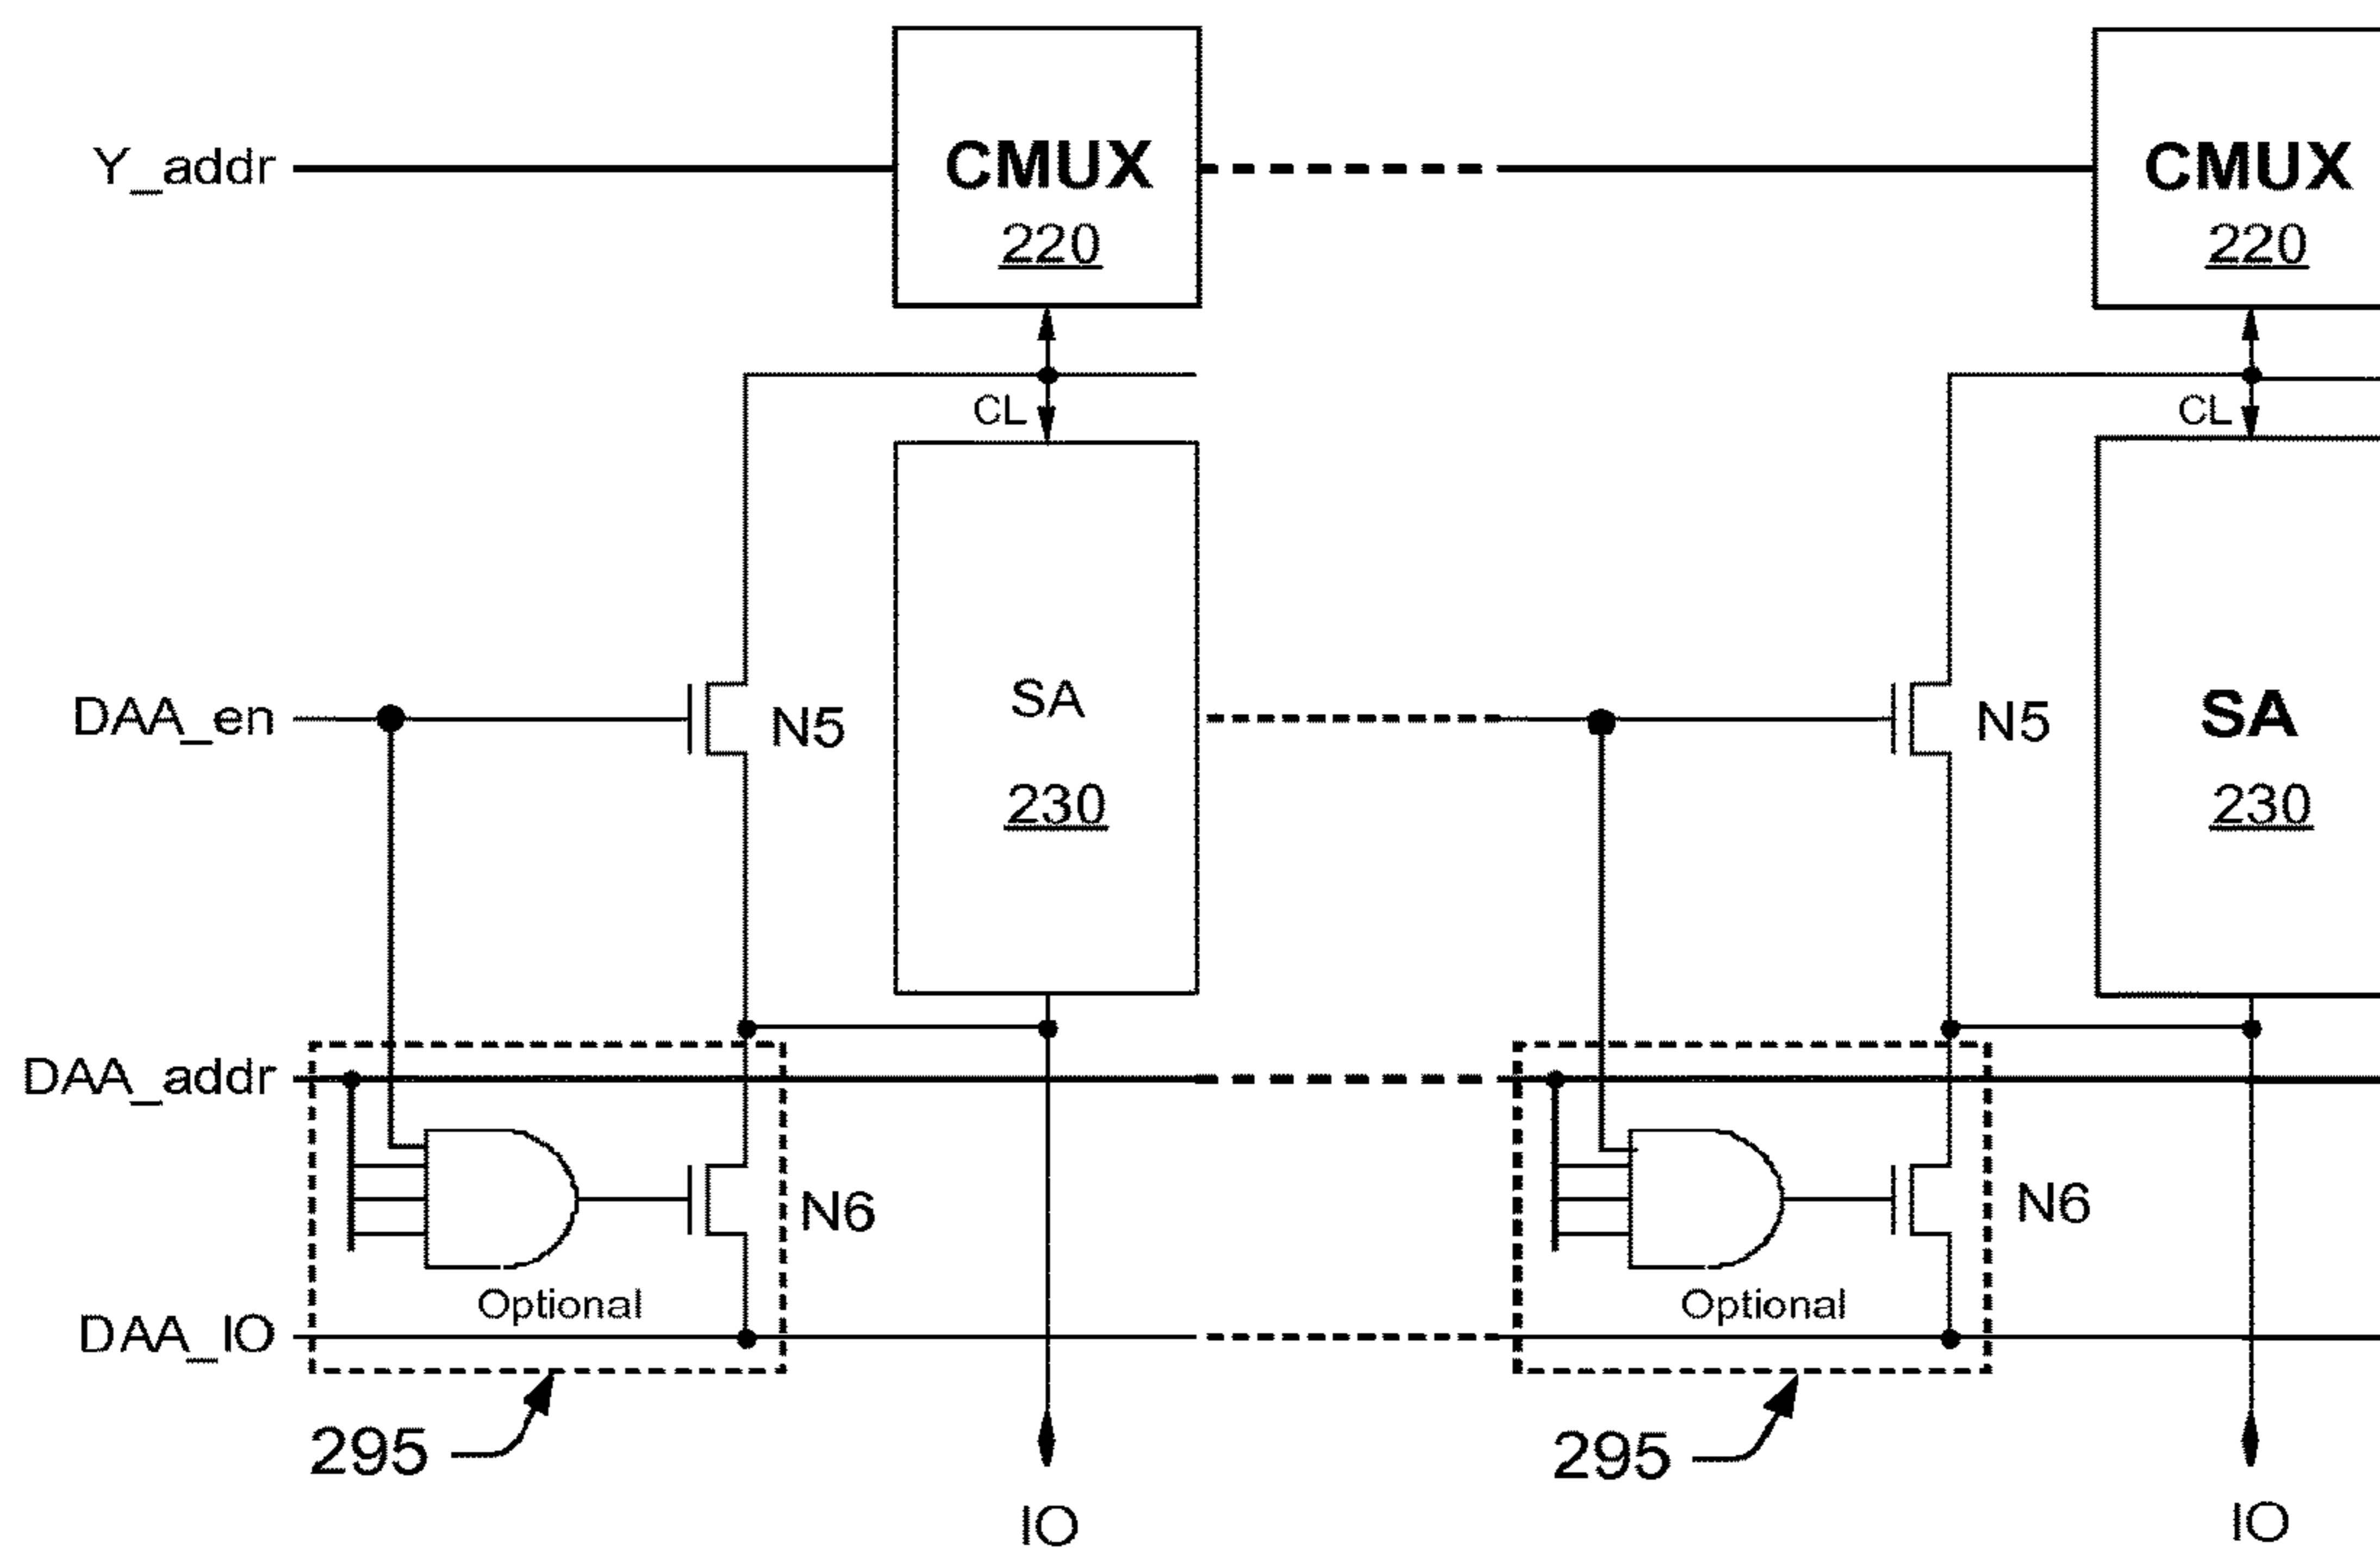 CMUX
220
CMUX
220
Y_addr
CL
CL
SA
230
SA
230
DAA_en
N5
N5
DAA_addr
N6
N6
Optional
Optional
DAA_IO
295
295
IO
IO